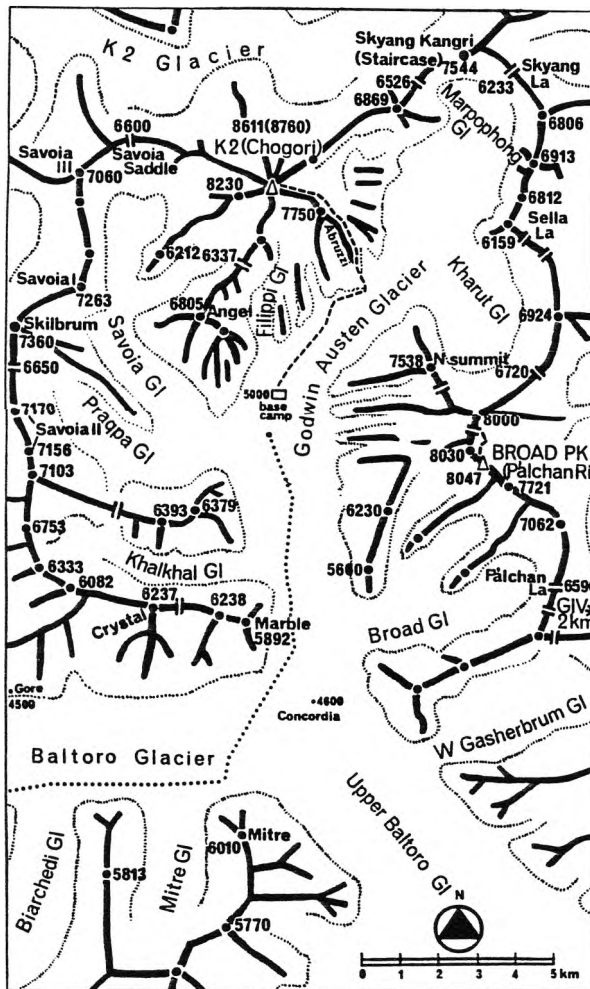 K2 Glacier
Skyang Kangri
(Staircase)
7544
6526
6869
Skyang
La
6233
Marpophong
Gl
6806
6913
6812
Sella
La
6159
Kharut Gl
6924
6720
6600
Savoia
Saddle
Savoia
III
7060
8611(8760)
K2(Chogori)
8230
7750
Abruzzi
6212
6337
6805
Angel
Filippi Gl
Savoia I
7263
Savoia Gl
Skilbrum
7360
6650
Praqpa Gl
7170
Savoia II
7156
7103
5000
base
camp
Godwin Austen Glacier
7538
N summit
8000
8030
BROAD PK
8047
(Palchan Ri
7721
7062
6230
5660
6393
6379
6753
Khalkhal Gl
6333
6082
6237
6238
Crystal
Marble
5892
Palchan
La
659
GIV
2km
Broad Gl
Gore
4500
4600
Concordia
Baltoro Glacier
W Gasherbrum Gl
Upper Baltoro Gl
Biarchedi Gl
5813
Mitre Gl
6010
Mitre
5770
N
0 1 2 3 4 5 km